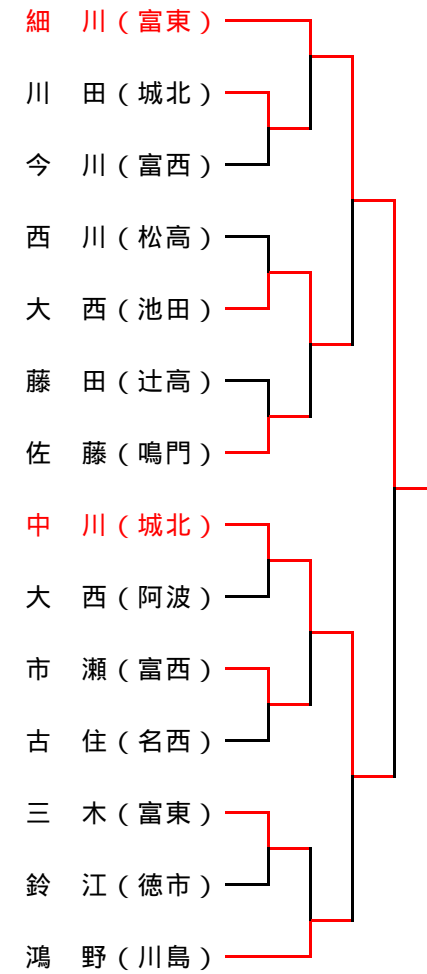 細　川（富東）
川　田（城北）
今　川（富西）
西　川（松高）
大　西（池田）
藤　田（辻高）
佐　藤（鳴門）
中　川（城北）
大　西（阿波）
市　瀬（富西）
古　住（名西）
三　木（富東）
鈴　江（徳市）
鴻　野（川島）